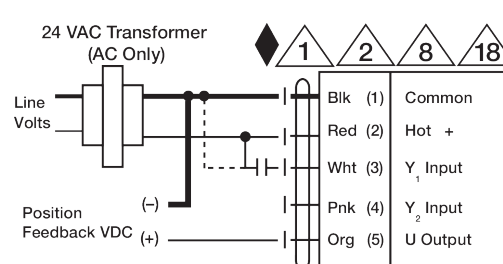 24 VAC Transformer
(AC Only)
1 2 8 18
Line
Volts
Blk (1) Common
Red (2) Hot +
Wht (3) Y1 Input
Pnk (4) Y2 Input
Org (5) U Output
Position
Feedback VDC
(–)
(+)